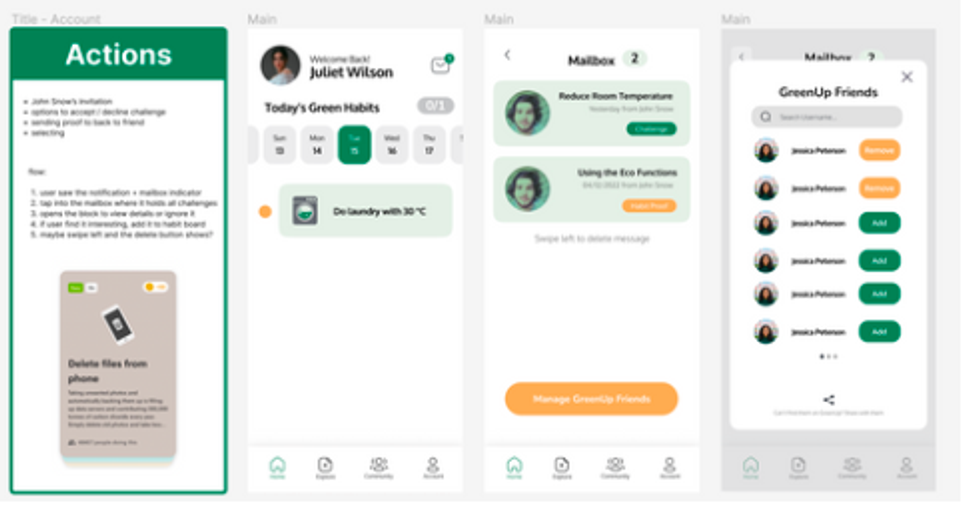 Title - Account
Actions
John Snow's invitation
options to accept / decline challenge
sending proof to back to friend
selecting
flow:
1. user saw the notification + mailbox indicator
2. tap into the mailbox where it holds all challenges
3. opens the block to view details or ignore it
4. if user find it interesting, add it to habit board
5. maybe swipe left and the delete button shows?
Delete files from
phone
Main
Welcome Back!
Juliet Wilson
Today's Green Habits
0/1
Sun
Mon
Tue
Wed
Thu
13
14
15
16
17
Do laundry with 30 °C
Home
Explore
Community
Account
Main
Mailbox 2
Reduce Room Temperature
Yesterday from John Snow
Challenge
Using the Eco Functions
from John Snow
Habit Proof
Swipe left to delete message
Manage GreenUp Friends
Home
Explore
Community
Account
Main
Mailbox 2
GreenUp Friends
Search Username...
Jessica Peterson
Remove
Jessica Peterson
Remove
Jessica Peterson
Add
Jessica Peterson
Add
Jessica Peterson
Add
Jessica Peterson
Add
Home
Explore
Community
Account